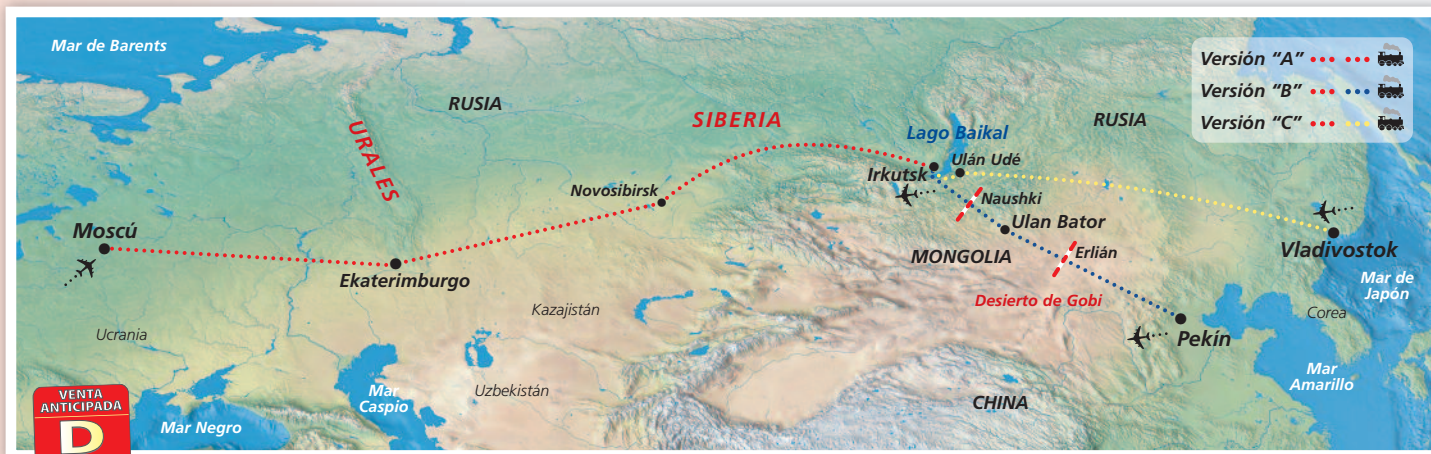 Mar de Barents
RUSIA
URALES
SIBERIA
Lago Baikal
RUSIA
Versión "A"
Versión "B"
Versión "C"
Novosibirsk
Irkutsk
Ulán Udé
Naushki
Ulan Bator
Moscú
Ekaterimburgo
MONGOLIA
Erlián
Vladivostok
Mar de
Japón
Desierto de Gobi
Kazajistán
Ucrania
Corea
Pekín
Uzbekistán
Mar
Caspio
Mar
Amarillo
CHINA
Mar Negro
VENTA
ANTICIPADA
D